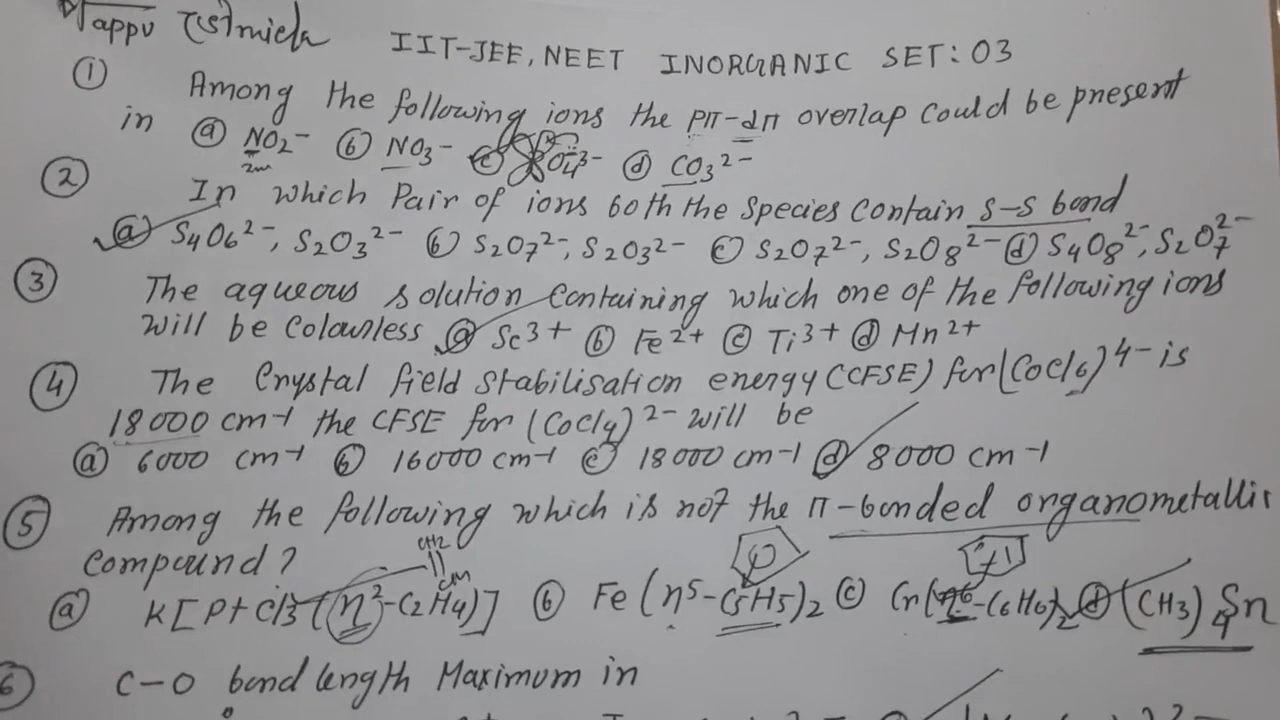 IIT-JEE, NEET INORGANIC SET: 03
① Among the following ions the Pπ-dπ overlap could be present
in ⓐ NO2⁻ ⓑ NO3⁻ ⓒ PO4³⁻ ⓓ CO3²⁻
② In which Pair of ions both the Species Contain S-S bond
ⓐ S4O6²⁻, S2O3²⁻ ⓑ S2O7²⁻, S2O3²⁻ ⓒ S2O7²⁻, S2O8²⁻ ⓓ S4O8²⁻, S2O7²⁻
③ The aqueous solution Containing which one of the following ions
will be Colourless ⓐ Sc3+ ⓑ Fe2+ ⓒ Ti3+ ⓓ Mn2+
④ The Crystal field Stabilisation energy (CFSE) for (CoCl6)4- is
18000 cm-1 the CFSE for (CoCl4)2- will be
ⓐ 6000 cm-1 ⓑ 16000 cm-1 ⓒ 18000 cm-1 ⓓ 8000 cm-1
⑤ Among the following which is not the π-bonded organometallic
Compound?
CH2
ⓐ K[PtCl3(η²-C2H4)] ⓑ Fe(η5-C5H5)2 ⓒ Cr(η6-C6H6)2 ⓓ (CH3)4Sn
⑥ C-O bond length Maximum in